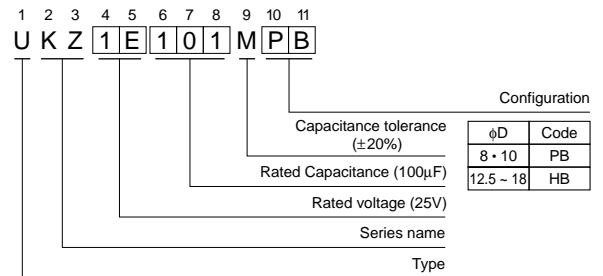 1 2 3 4 5 6 7 8 9 10 11
U K Z 1 E 1 0 1 M P B
Configuration
Capacitance tolerance
(±20%)
ϕD Code
8 • 10 PB
12.5 ~ 18 HB
Rated Capacitance (100µF)
Rated voltage (25V)
Series name
Type